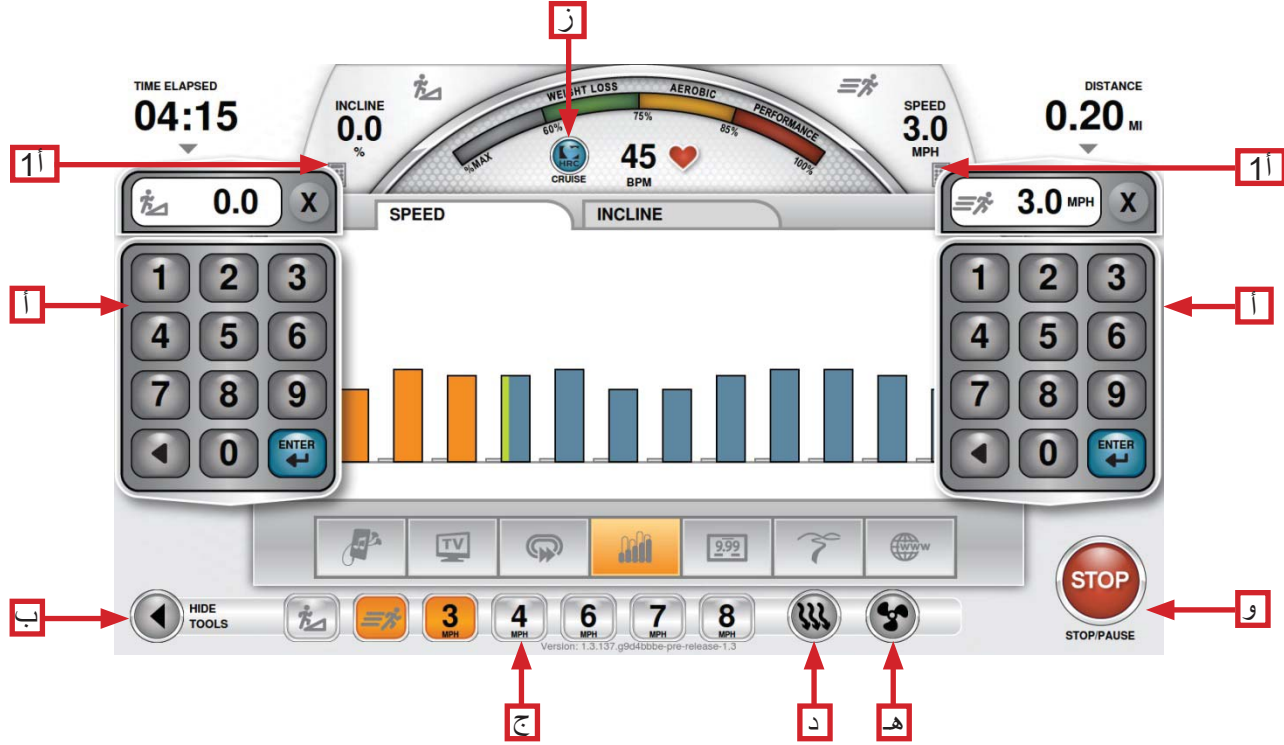 ز
TIME ELAPSED
04:15
INCLINE
0.0
%
WEIGHT LOSS
AEROBIC
PERFORMANCE
%MAX
60%
75%
85%
100%
HRC
CRUISE
45
BPM
SPEED
3.0
MPH
DISTANCE
0.20 MI
أ1
أ1
0.0 X
SPEED
INCLINE
3.0 MPH X
1 2 3
4 5 6
7 8 9
0 ENTER
أ
1 2 3
4 5 6
7 8 9
0 ENTER
أ
TV
9.99
www
STOP
STOP/PAUSE
و
ب
HIDE
TOOLS
3 MPH
4 MPH
6 MPH
7 MPH
8 MPH
Version: 1.3.137.g9d4bbbe-pre-release-1.3
ج
د
هـ